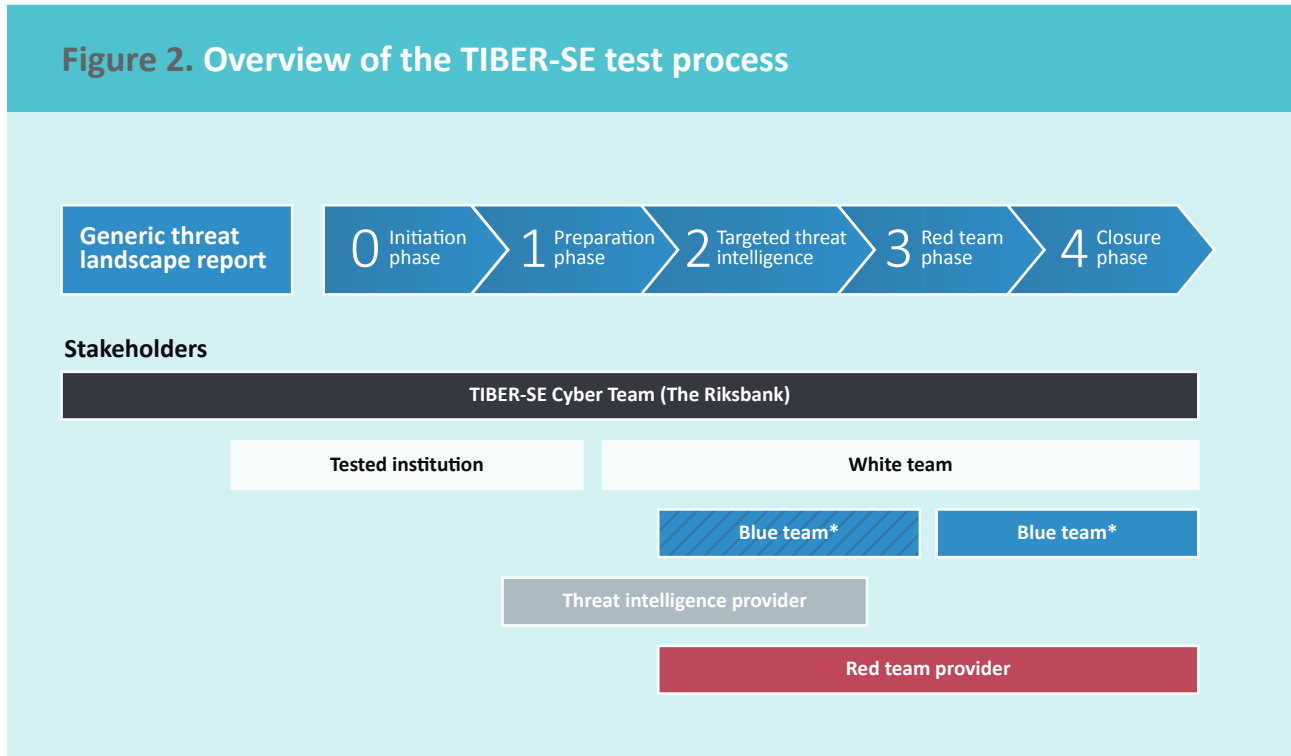 Figure 2. Overview of the TIBER-SE test process
Generic threat
landscape report
0 Initiation
phase
1 Preparation
phase
2 Targeted threat
intelligence
3 Red team
phase
4 Closure
phase
Stakeholders
TIBER-SE Cyber Team (The Riksbank)
Tested institution
White team
Blue team*
Blue team*
Threat intelligence provider
Red team provider